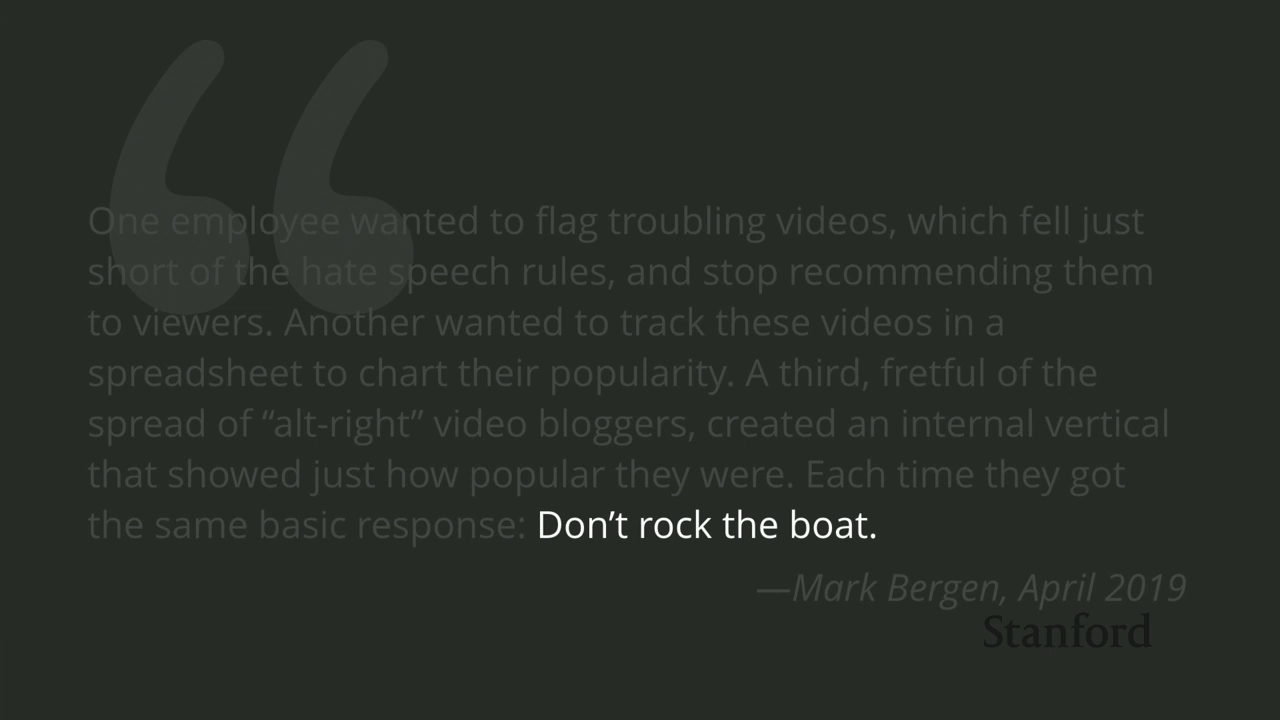 One employee wanted to flag troubling videos, which fell just
short of the hate speech rules, and stop recommending them
to viewers. Another wanted to track these videos in a
spreadsheet to chart their popularity. A third, fretful of the
spread of “alt-right” video bloggers, created an internal vertical
that showed just how popular they were. Each time they got
the same basic response: Don’t rock the boat.
—Mark Bergen, April 2019
Stanford